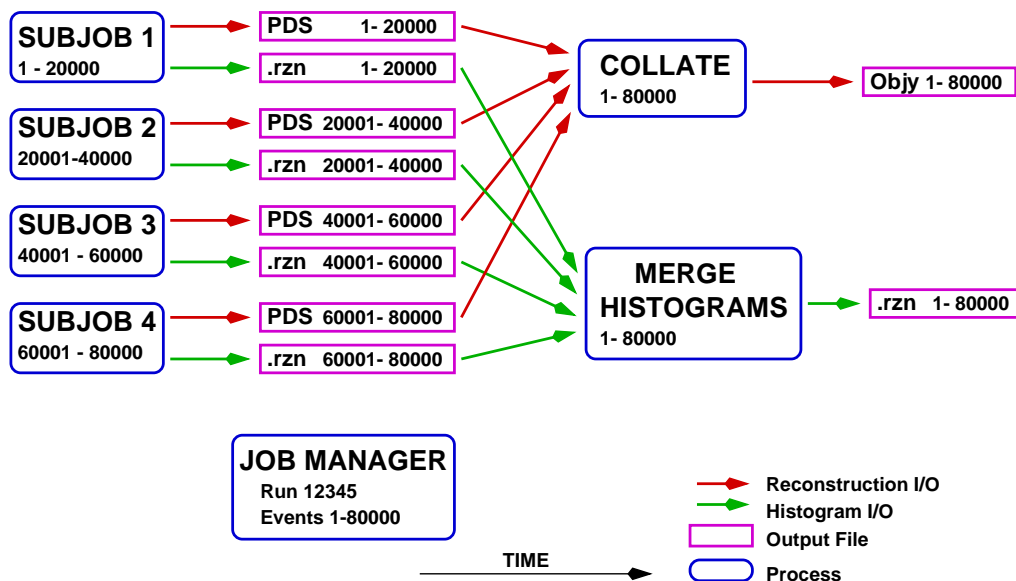 SUBJOB 1
1 - 20000
PDS 1- 20000
.rzn 1- 20000
SUBJOB 2
20001-40000
PDS 20001- 40000
.rzn 20001- 40000
SUBJOB 3
40001 - 60000
PDS 40001- 60000
.rzn 40001- 60000
SUBJOB 4
60001 - 80000
PDS 60001- 80000
.rzn 60001- 80000
COLLATE
1- 80000
Objy 1- 80000
MERGE
HISTOGRAMS
1- 80000
.rzn 1- 80000
JOB MANAGER
Run 12345
Events 1-80000
TIME
Reconstruction I/O
Histogram I/O
Output File
Process